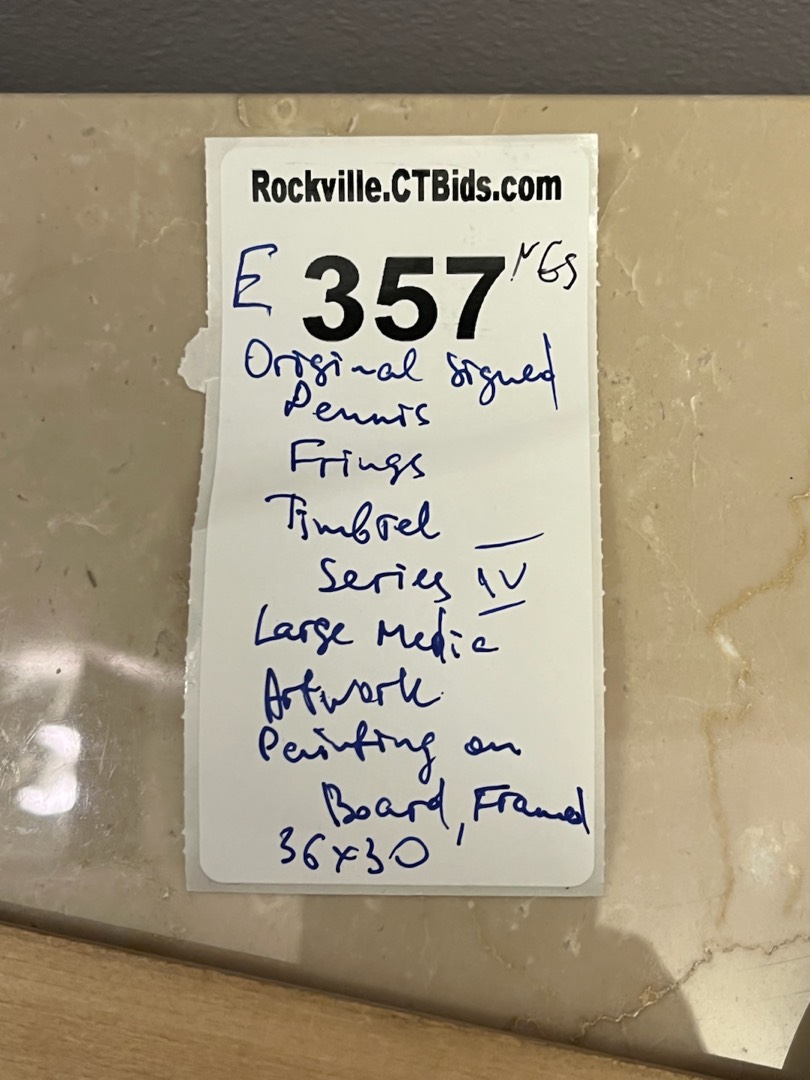 Rockville.CTBids.com
E 357
Original signed
Dennis
Frings
Timbrel
Series IV
Large Media
Artwork
Painting on
Board, Framed
36x30